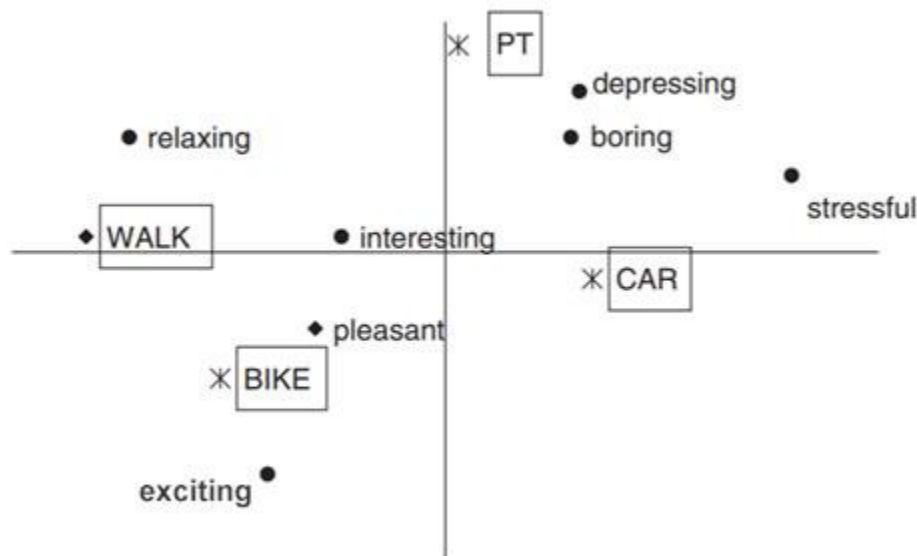 PT
depressing
relaxing
boring
stressful
WALK
interesting
CAR
pleasant
BIKE
exciting